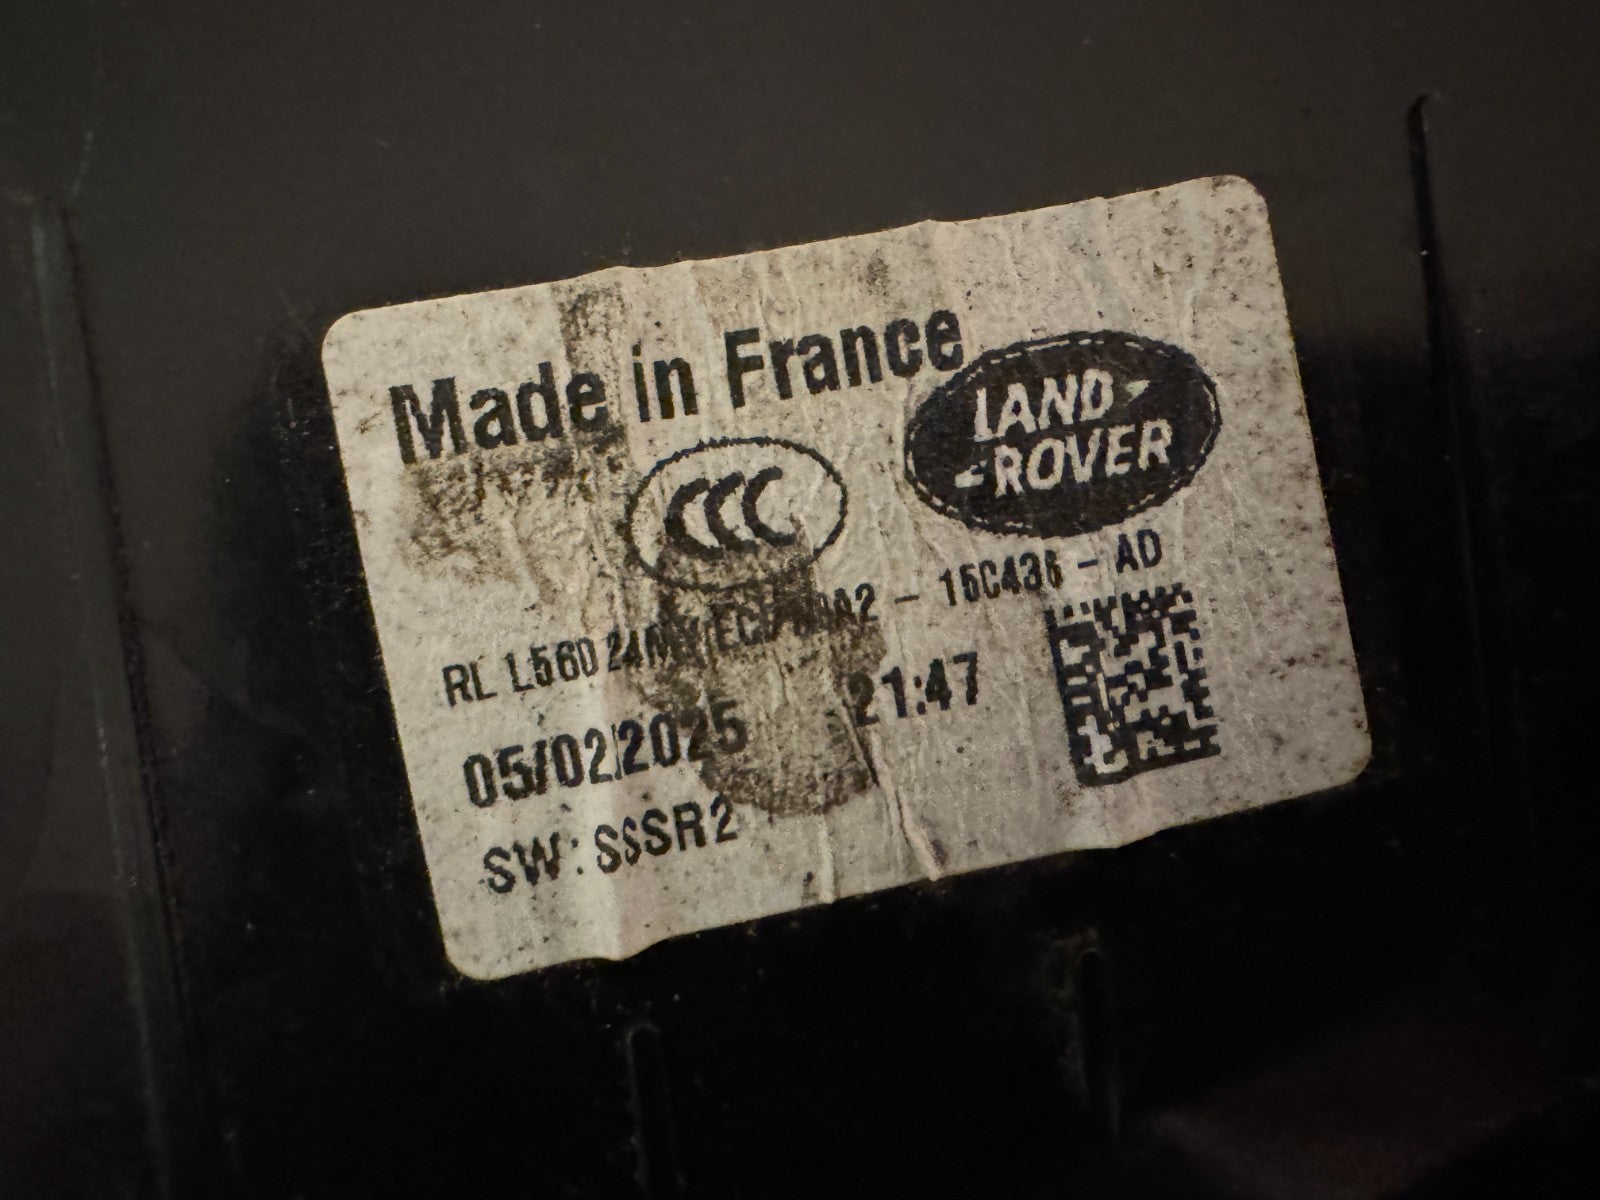 Made in France
LAND
ROVER
CCC
RL L560 - 15C436 - AD
05/02/2025 21:47
SW: SSSR2